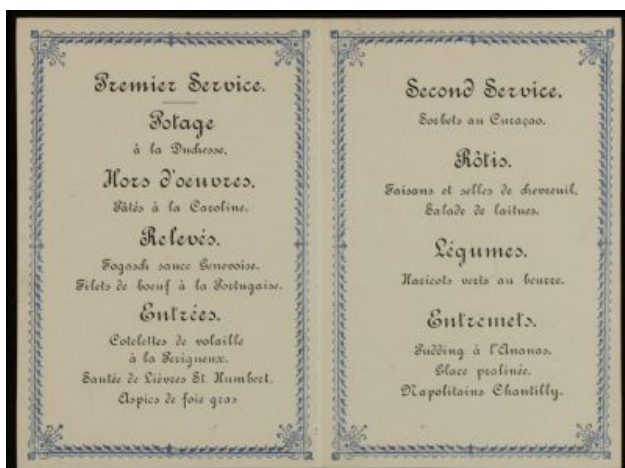 Premier Service.
Potage
à la Duchesse.
Hors d'oeuvres.
Pâtés à la Caroline.
Relevés.
Fogasch sauce Genevoise.
Filets de boeuf à la Portugaise.
Entrées.
Cotelettes de volaille
à la Perigueux.
Sautée de Lièvres St. Humbert.
Aspics de foie gras
Second Service.
Sorbets au Curaçao.
Rôtis.
Faisans et selles de chevreuil.
Salade de laitues.
Légumes.
Haricots verts au beurre.
Entremets.
Pudding à l'Ananas.
Glace pralinée.
Napolitains Chantilly.